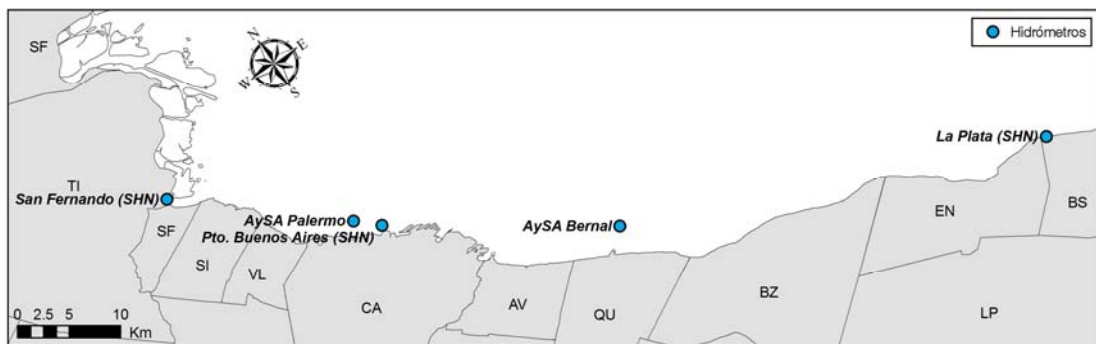 SF
N
E
W
S
Hidrómetros
La Plata (SHN)
TI
San Fernando (SHN)
AySA Palermo
Pto. Buenos Aires (SHN)
AySA Bernal
EN
BS
SF
SI
VL
CA
AV
QU
BZ
LP
0 2.5 5 10
Km